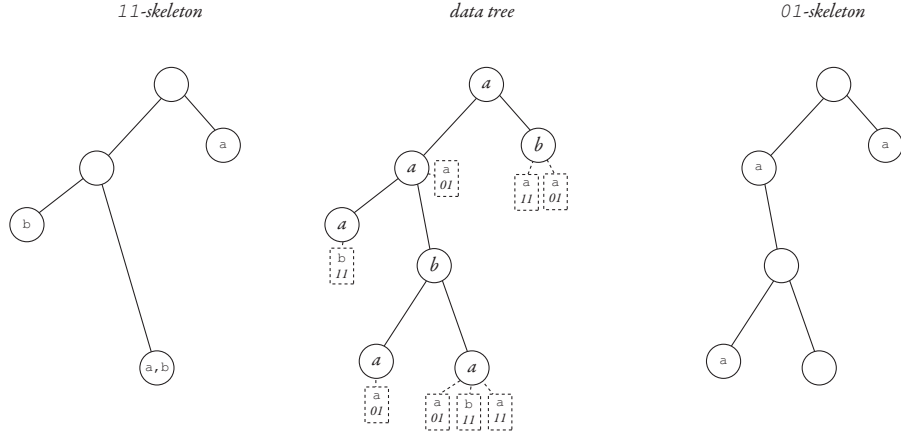 11-skeleton data tree 01-skeleton
a
a b a
a a
01
a a
11 01
a
b a
b
11
b
a a a
a,b
a
01
a b a
01 11 11